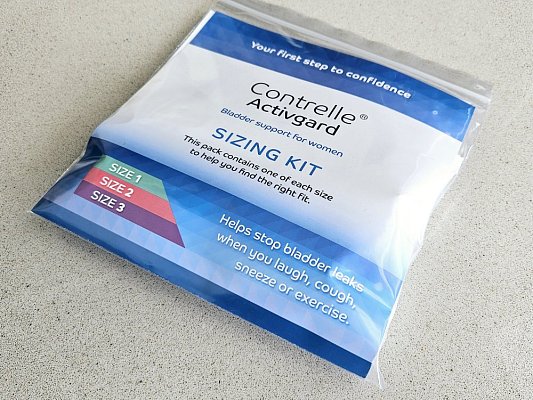 Your first step to confidence
Contrelle®
Activgard
Bladder support for women
SIZING KIT
This pack contains one of each size
to help you find the right fit.
SIZE 1
SIZE 2
SIZE 3
Helps stop bladder leaks
when you laugh, cough,
sneeze or exercise.